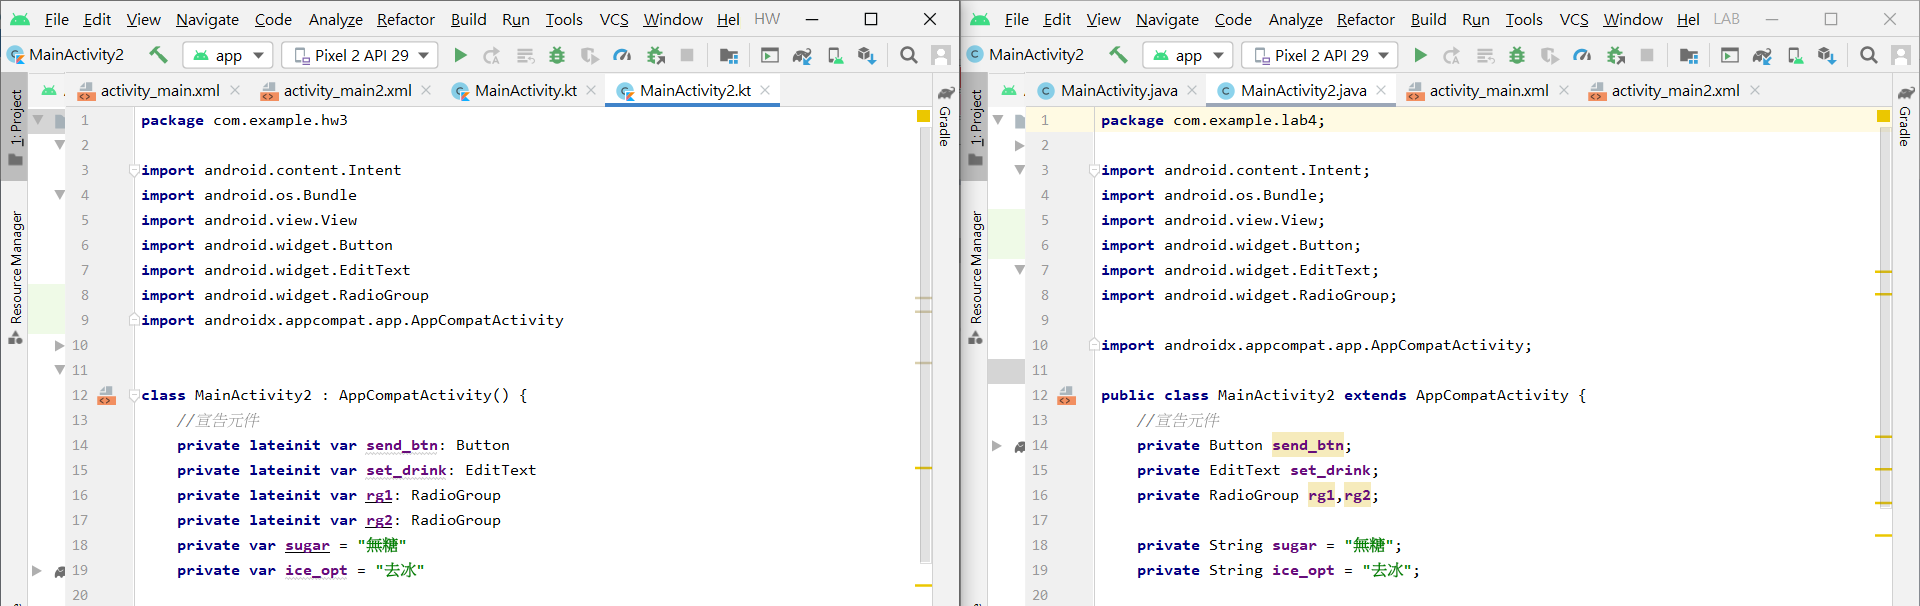 File Edit View Navigate Code Analyze Refactor Build Run Tools VCS Window Hel HW
MainActivity2 app Pixel 2 API 29
activity_main.xml activity_main2.xml MainActivity.kt MainActivity2.kt
1: Project
Resource Manager
Gradle
1 package com.example.hw3
2
3 import android.content.Intent
4 import android.os.Bundle
5 import android.view.View
6 import android.widget.Button
7 import android.widget.EditText
8 import android.widget.RadioGroup
9 import androidx.appcompat.app.AppCompatActivity
10
11
12 class MainActivity2 : AppCompatActivity() {
13 //宣告元件
14 private lateinit var send_btn: Button
15 private lateinit var set_drink: EditText
16 private lateinit var rg1: RadioGroup
17 private lateinit var rg2: RadioGroup
18 private var sugar = "無糖"
19 private var ice_opt = "去冰"
20
File Edit View Navigate Code Analyze Refactor Build Run Tools VCS Window Hel LAB
MainActivity2 app Pixel 2 API 29
MainActivity.java MainActivity2.java activity_main.xml activity_main2.xml
1: Project
Resource Manager
Gradle
1 package com.example.lab4;
2
3 import android.content.Intent;
4 import android.os.Bundle;
5 import android.view.View;
6 import android.widget.Button;
7 import android.widget.EditText;
8 import android.widget.RadioGroup;
9
10 import androidx.appcompat.app.AppCompatActivity;
11
12 public class MainActivity2 extends AppCompatActivity {
13 //宣告元件
14 private Button send_btn;
15 private EditText set_drink;
16 private RadioGroup rg1,rg2;
17
18 private String sugar = "無糖";
19 private String ice_opt = "去冰";
20